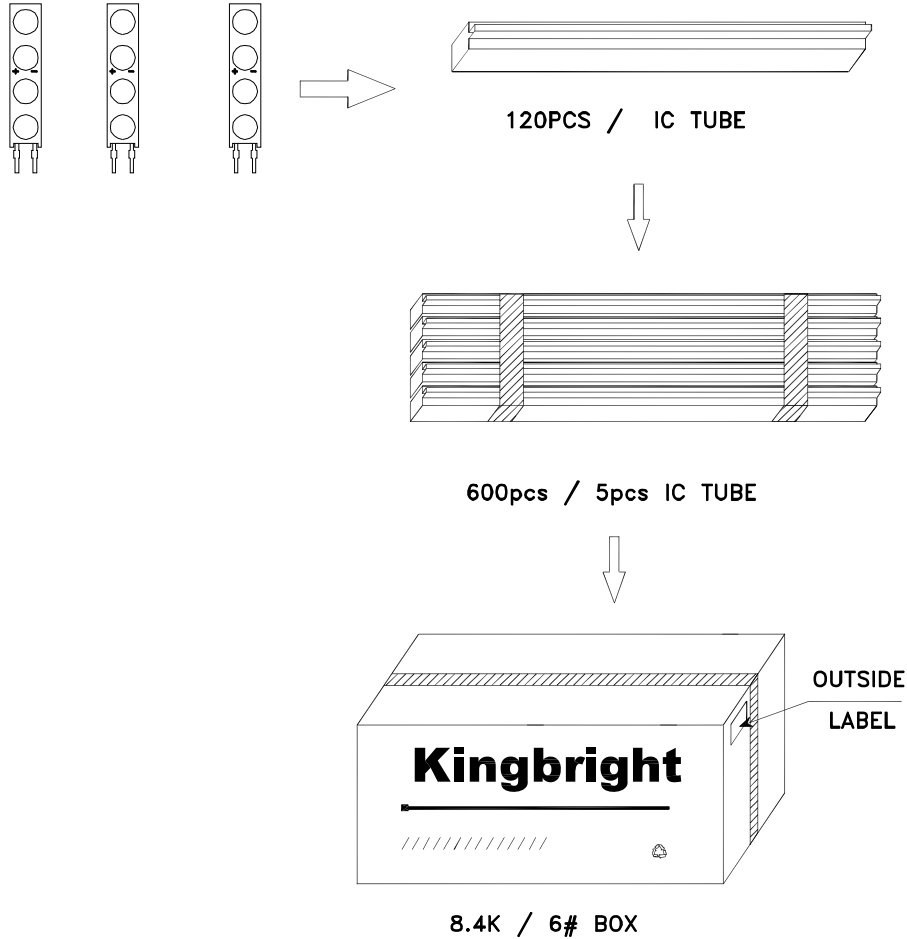 120PCS / IC TUBE
600pcs / 5pcs IC TUBE
OUTSIDE
LABEL
Kingbright
8.4K / 6# BOX